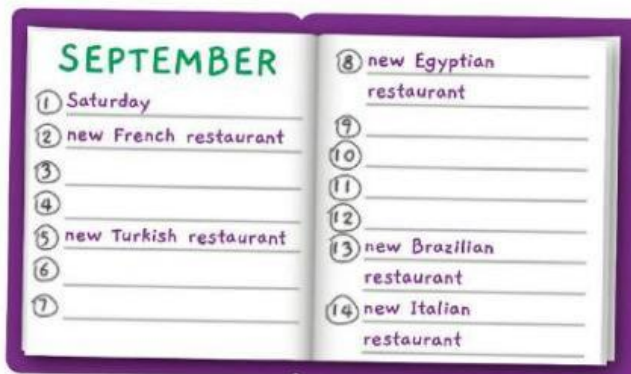 SEPTEMBER
1 Saturday
2 new French restaurant
3
4
5 new Turkish restaurant
6
7
8 new Egyptian
restaurant
9
10
11
12
13 new Brazilian
restaurant
14 new Italian
restaurant